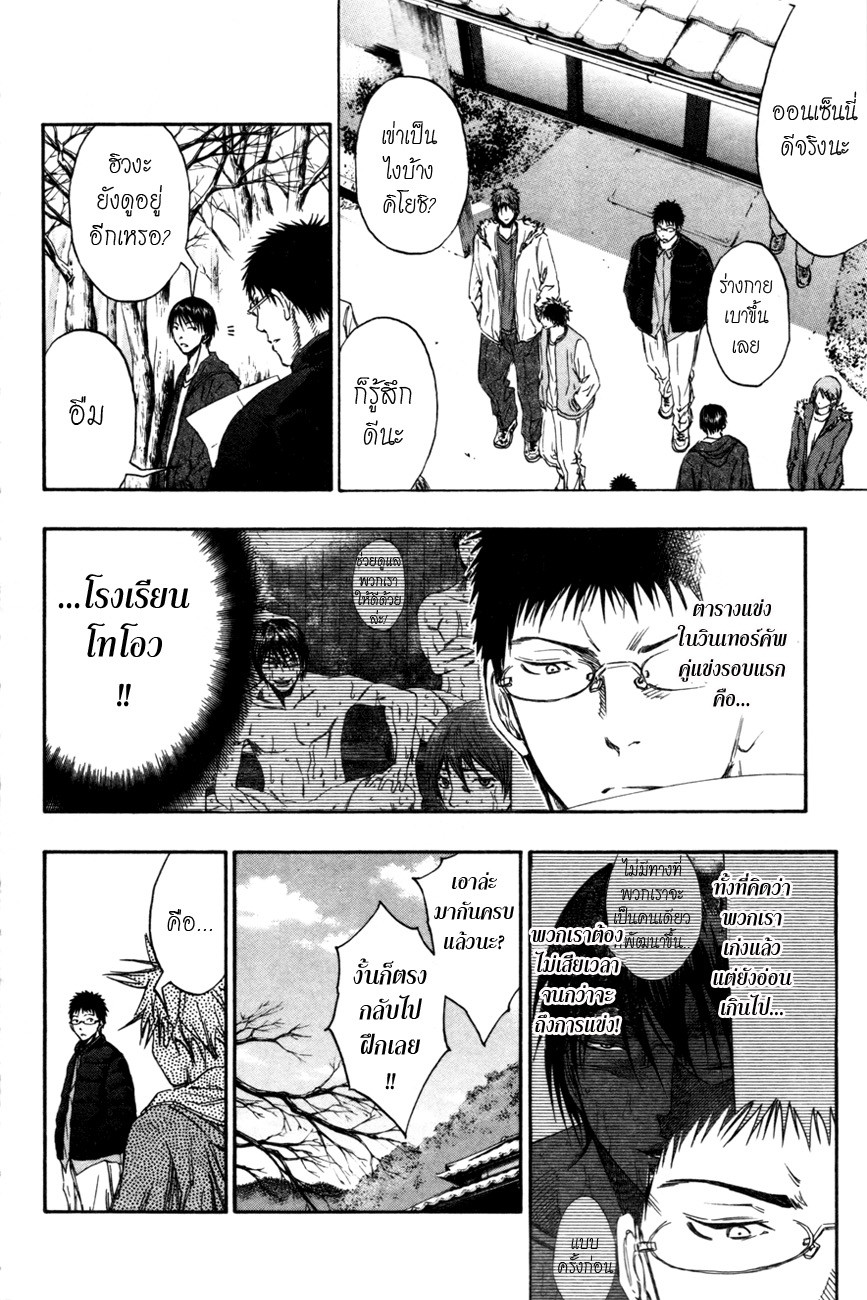 ออนเซ็นนี่
ดีจริงนะ
เข่าเป็น
ไงบ้าง
คิโยชิ?
ร่างกาย
เบาขึ้น
เลย
ก็รู้สึก
ดีนะ
ฮิวงะ
ยังดูอยู่
อีกเหรอ?
อืม
ตารางแข่ง
ในวินเทอร์คัพ
คู่แข่งรอบแรก
คือ...
ช่วยดูแล
พวกเรา
ให้ดีด้วย
ล่ะ!
...โรงเรียน
โทโอว
!!
ทั้งที่คิดว่า
พวกเรา
เก่งแล้ว
แต่ยังอ่อน
เกินไป...
ไม่มีทางที่
พวกเราจะ
เป็นคนเดียว
ที่พัฒนาขึ้น...
พวกเราต้อง
ไม่เสียเวลา
จนกว่าจะ
ถึงการแข่ง!
แบบ
ครั้งก่อน
เอาล่ะ
มากันครบ
แล้วนะ?
งั้นก็ตรง
กลับไป
ฝึกเลย
!!
คือ...